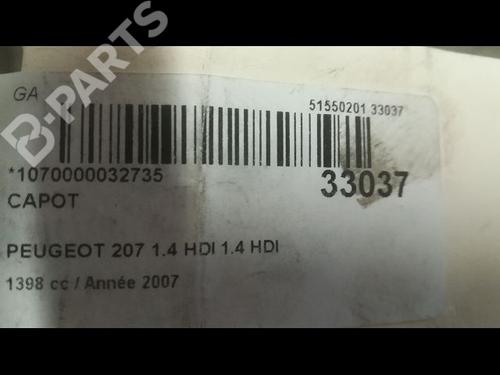 B-PARTS
GA
51550201 33037
*1070000032735
33037
CAPOT
PEUGEOT 207 1.4 HDI 1.4 HDI
1398 cc / Année 2007